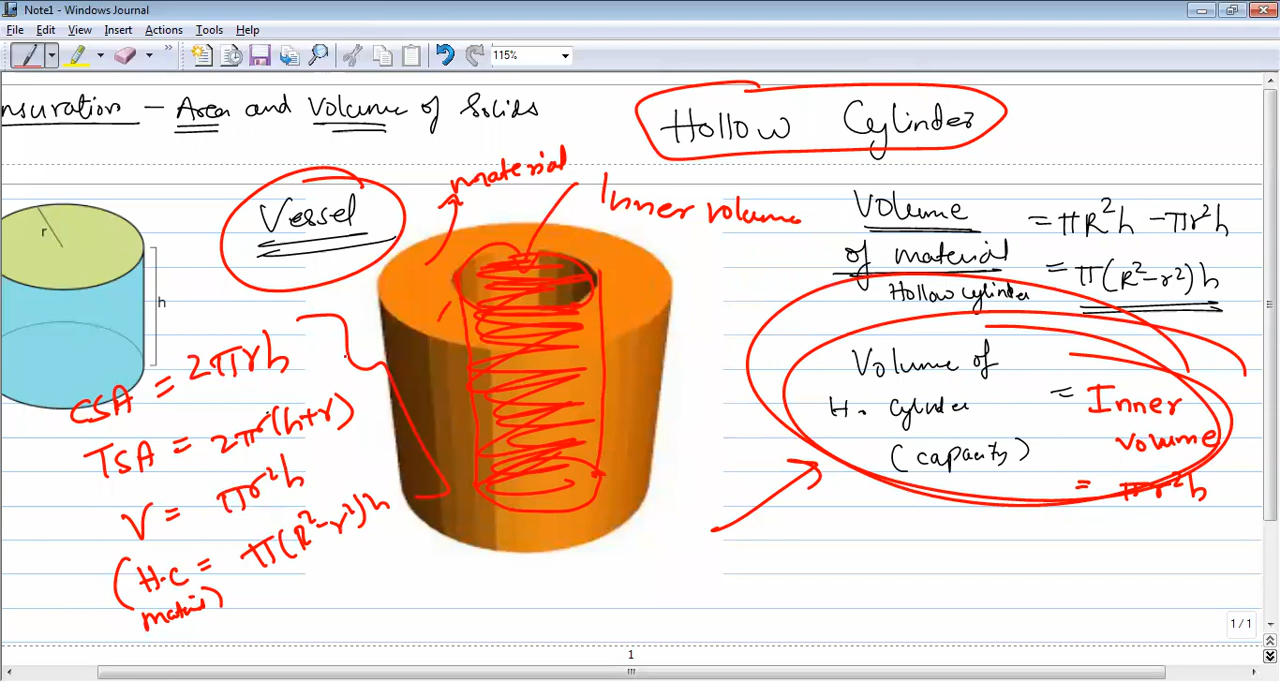 Note1 - Windows Journal
File Edit View Insert Actions Tools Help
115%
nsuration – Area and Volume of Solids
Hollow Cylinder
material
Inner volume
Vessel
r
h
Volume of material = πR²h - πr²h
Hollow cylinder = π(R²-r²)h
CSA = 2πrh
TSA = 2πr(h+r)
V = πr²h
(H.C = π(R²-r²)h
material)
Volume of
H. cylinder = Inner volume
(capacity) = πr²h
1 / 1
1